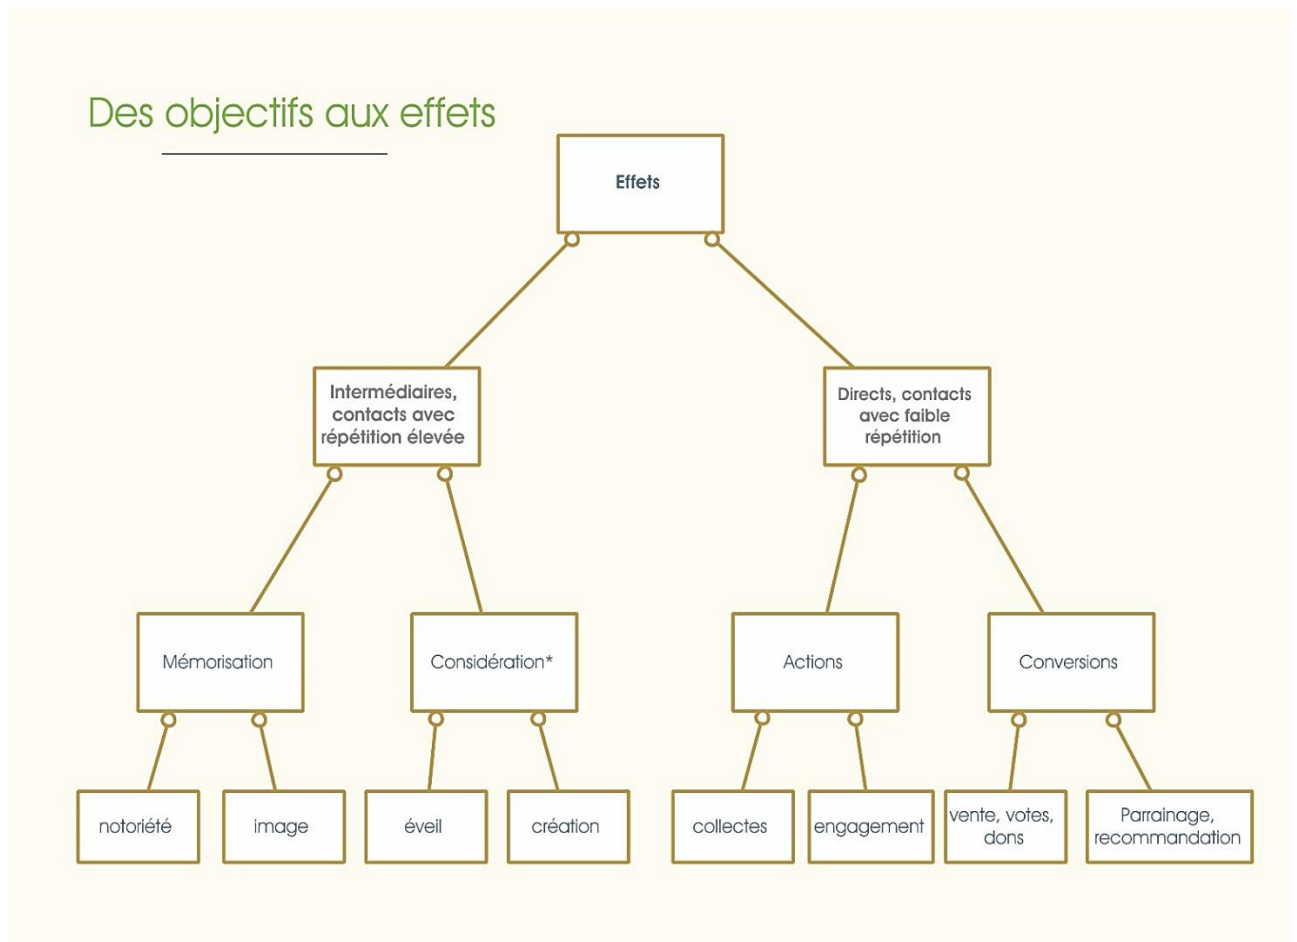 Des objectifs aux effets
Effets
Intermédiaires,
contacts avec
répétition élevée
Directs, contacts
avec faible
répétition
Mémorisation
Considération*
Actions
Conversions
notoriété
image
éveil
création
collectes
engagement
vente, votes,
dons
Parrainage,
recommandation